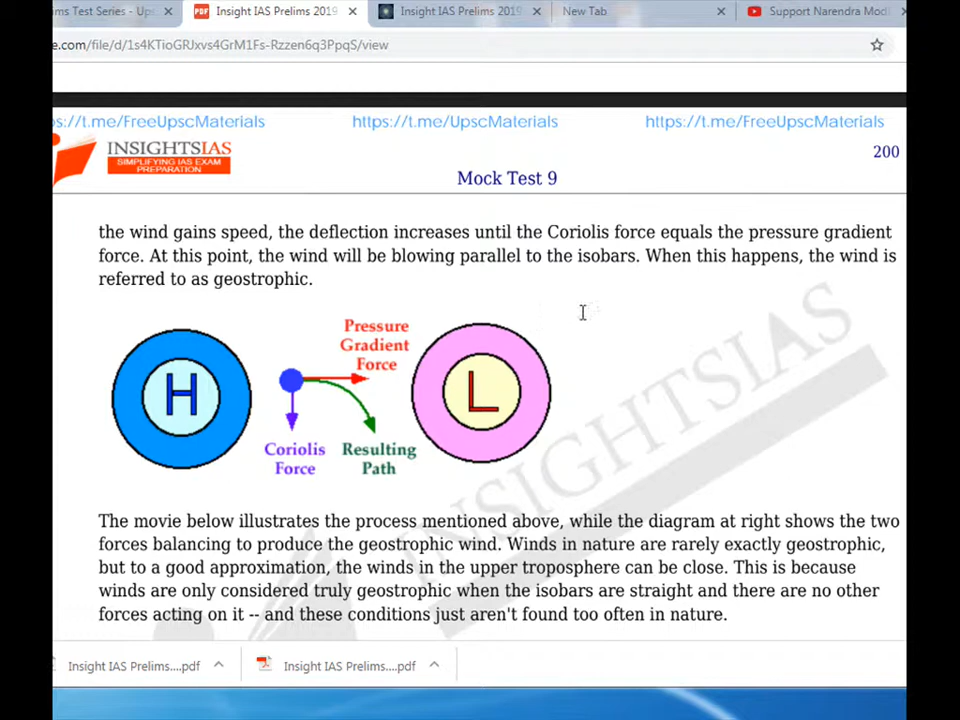 ms Test Series - Ups
Insight IAS Prelims 2019
Insight IAS Prelims 2019
New Tab
Support Narendra Modi
e.com/file/d/1s4KTioGRJxvs4GrM1Fs-Rzzen6q3PpqS/view
ps://t.me/FreeUpscMaterials
https://t.me/UpscMaterials
https://t.me/FreeUpscMaterials
INSIGHTSIAS
SIMPLIFYING IAS EXAM
PREPARATION
200
Mock Test 9
the wind gains speed, the deflection increases until the Coriolis force equals the pressure gradient
force. At this point, the wind will be blowing parallel to the isobars. When this happens, the wind is
referred to as geostrophic.
Pressure
Gradient
Force
H
L
Coriolis
Force
Resulting
Path
INSIGHTSIAS
The movie below illustrates the process mentioned above, while the diagram at right shows the two
forces balancing to produce the geostrophic wind. Winds in nature are rarely exactly geostrophic,
but to a good approximation, the winds in the upper troposphere can be close. This is because
winds are only considered truly geostrophic when the isobars are straight and there are no other
forces acting on it -- and these conditions just aren't found too often in nature.
Insight IAS Prelims....pdf
Insight IAS Prelims....pdf